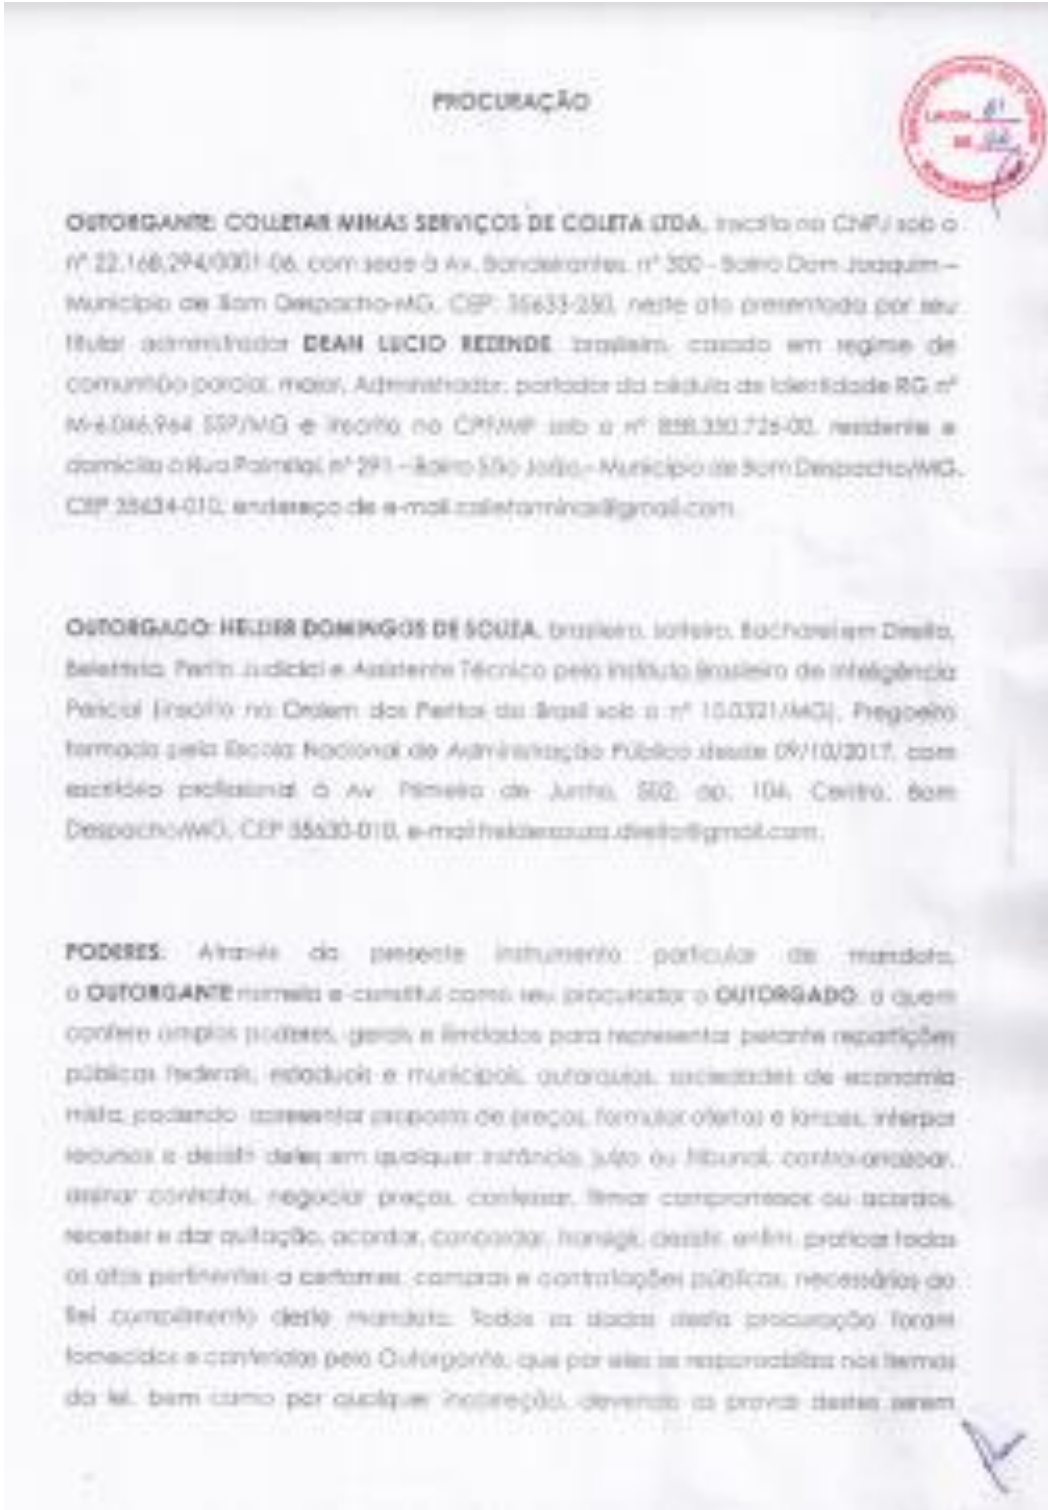 PROCURAÇÃO
LAUDA 01
DE 02
OUTORGANTE: COLLETAR MINAS SERVIÇOS DE COLETA LTDA, inscrita no CNPJ sob o
nº 22.168.294/0001-06, com sede à Av. Bandeirantes, nº 300 - Bairro Dom Joaquim –
Município de Bom Despacho-MG, CEP: 35633-250, neste ato presentada por seu
titular administrador DEAN LUCIO REZENDE, brasileiro, casado em regime de
comunhão parcial, maior, Administrador, portador da cédula de Identidade RG nº
M-6.046.964 SSP/MG e inscrito no CPF/MF sob o nº 858.350.726-00, residente e
domicilio a Rua nº 291 – Bairro São João – Município de Bom Despacho/MG,
CEP 35634-010, endereço de e-mail colletarminas@gmail.com.
OUTORGADO: HELDER DOMINGOS DE SOUZA, brasileiro, solteiro, Bacharel em Direito,
Beletrista, Perito Judicial e Assistente Técnico pelo Instituto Brasileiro de Inteligência
Pericial (inscrito na Ordem dos Peritos do Brasil sob o nº 10.0321/MG), Pregoeiro
formado pela Escola Nacional de Administração Pública desde 09/10/2017, com
escritório profissional à Av. Primeiro de Junho, 502, ap. 104, Centro, Bom
Despacho/MG, CEP 35630-010, e-mail heldersouza.direito@gmail.com.
PODERES: Através do presente instrumento particular de mandato,
o OUTORGANTE nomeia e constitui como seu procurador o OUTORGADO, a quem
confere amplos poderes, gerais e ilimitados para representar perante repartições
públicas federais, estaduais e municipais, autarquias, sociedades de economia
mista, podendo apresentar proposta de preços, formular ofertas e lances, interpor
recursos e desistir deles em qualquer instância, juízo ou tribunal, contra-arrazoar,
assinar contratos, negociar preços, confessar, firmar compromissos ou acordos,
receber e dar quitação, acordar, concordar, transigir, desistir, enfim, praticar todos
os atos pertinentes a certames, compras e contratações públicas, necessários ao
fiel cumprimento deste mandato. Todos os dados desta procuração foram
fornecidos e conferidos pelo Outorgante, que por eles se responsabiliza nos termos
da lei, bem como por qualquer incorreção, devendo as provas destes serem